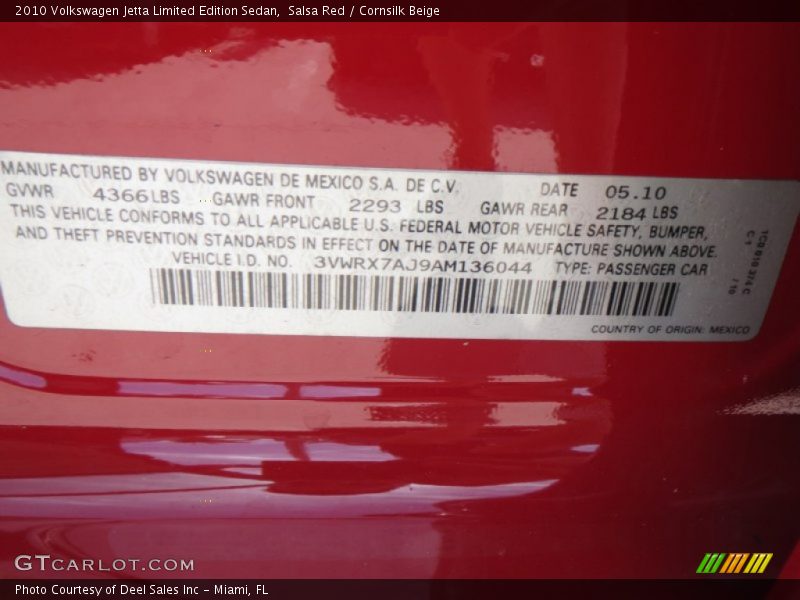 2010 Volkswagen Jetta Limited Edition Sedan, Salsa Red / Cornsilk Beige
MANUFACTURED BY VOLKSWAGEN DE MEXICO S.A. DE C.V. DATE 05.10
GVWR 4366 LBS GAWR FRONT 2293 LBS GAWR REAR 2184 LBS
THIS VEHICLE CONFORMS TO ALL APPLICABLE U.S. FEDERAL MOTOR VEHICLE SAFETY, BUMPER,
AND THEFT PREVENTION STANDARDS IN EFFECT ON THE DATE OF MANUFACTURE SHOWN ABOVE.
VEHICLE I.D. NO. 3VWRX7AJ9AM136044 TYPE: PASSENGER CAR
COUNTRY OF ORIGIN: MEXICO
GTCARLOT.COM
Photo Courtesy of Deel Sales Inc - Miami, FL